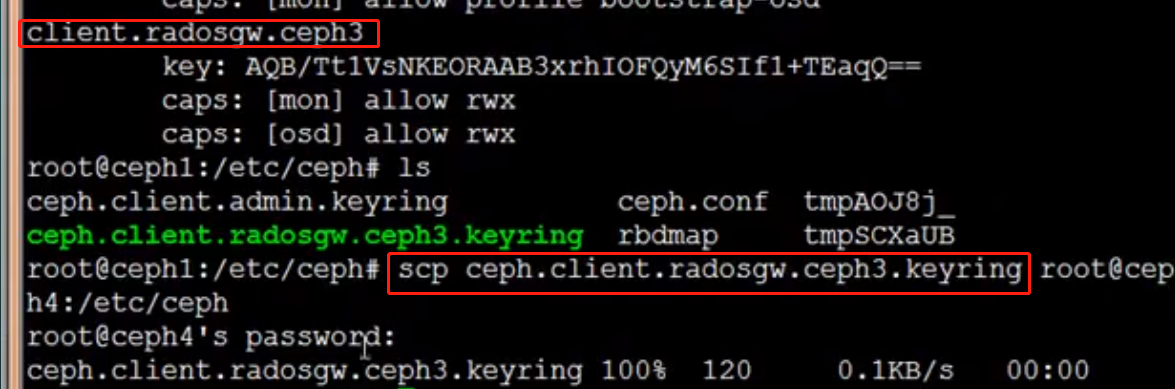 caps: [mon] allow profile bootstrap-osd
client.radosgw.ceph3
key: AQB/Tt1VsNKEORAAB3xrhIOFQyM6SIf1+TEaqQ==
caps: [mon] allow rwx
caps: [osd] allow rwx
root@ceph1:/etc/ceph# ls
ceph.client.admin.keyring ceph.conf tmpAOJ8j_
ceph.client.radosgw.ceph3.keyring rbdmap tmpSCXaUB
root@ceph1:/etc/ceph# scp ceph.client.radosgw.ceph3.keyring root@cep
h4:/etc/ceph
root@ceph4's password:
ceph.client.radosgw.ceph3.keyring 100% 120 0.1KB/s 00:00